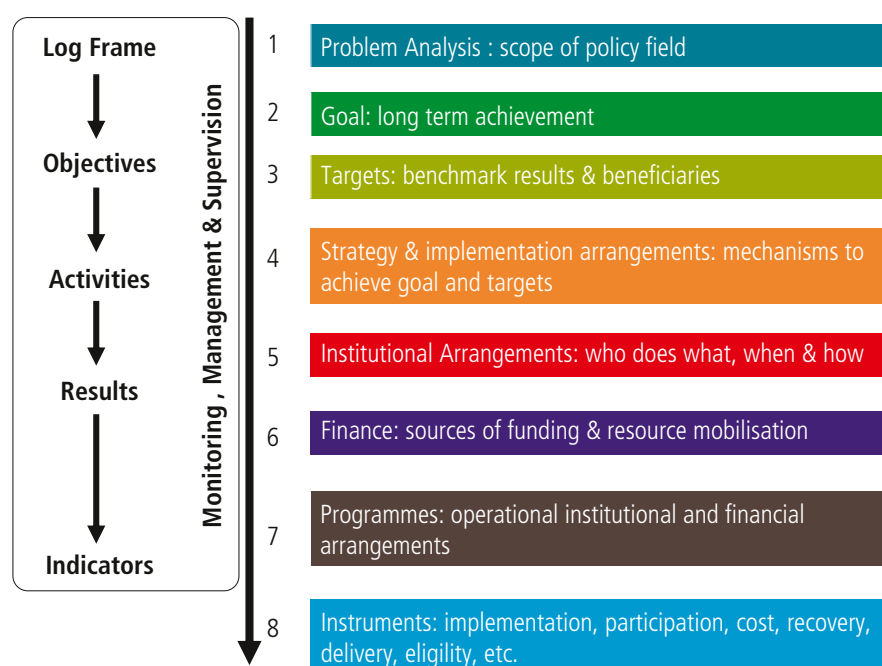 Log Frame
Objectives
Activities
Results
Indicators
Monitoring , Management & Supervision
1
Problem Analysis : scope of policy field
2
Goal: long term achievement
3
Targets: benchmark results & beneficiaries
4
Strategy & implementation arrangements: mechanisms to
achieve goal and targets
5
Institutional Arrangements: who does what, when & how
6
Finance: sources of funding & resource mobilisation
7
Programmes: operational institutional and financial
arrangements
8
Instruments: implementation, participation, cost, recovery,
delivery, eligility, etc.